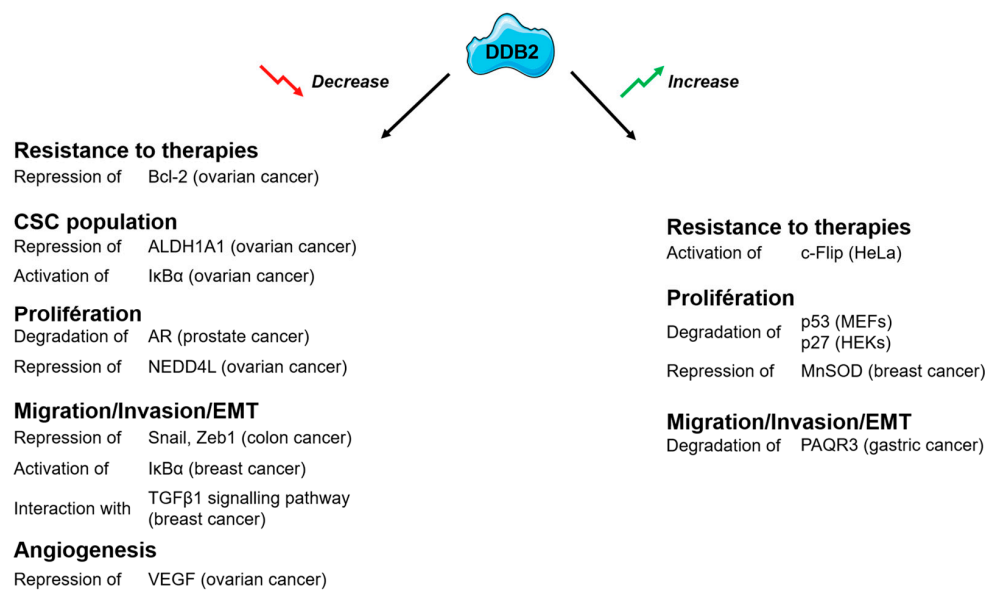 DDB2
Decrease
Increase
Resistance to therapies
Repression of Bcl-2 (ovarian cancer)
CSC population
Repression of ALDH1A1 (ovarian cancer)
Activation of IκBα (ovarian cancer)
Prolifération
Degradation of AR (prostate cancer)
Repression of NEDD4L (ovarian cancer)
Migration/Invasion/EMT
Repression of Snail, Zeb1 (colon cancer)
Activation of IκBα (breast cancer)
Interaction with TGFβ1 signalling pathway
(breast cancer)
Angiogenesis
Repression of VEGF (ovarian cancer)
Resistance to therapies
Activation of c-Flip (HeLa)
Prolifération
Degradation of p53 (MEFs)
p27 (HEKs)
Repression of MnSOD (breast cancer)
Migration/Invasion/EMT
Degradation of PAQR3 (gastric cancer)